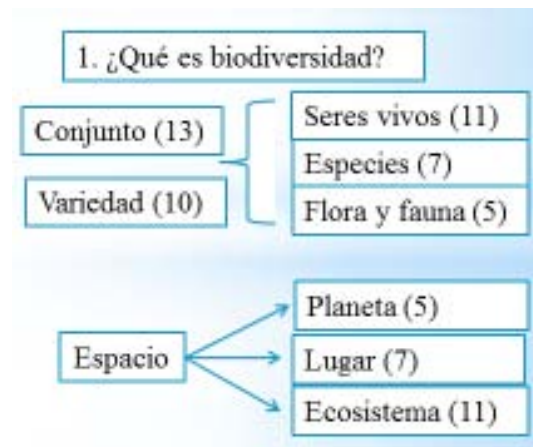 1. ¿Qué es biodiversidad?
Conjunto (13)
Variedad (10)
Seres vivos (11)
Especies (7)
Flora y fauna (5)
Espacio
Planeta (5)
Lugar (7)
Ecosistema (11)